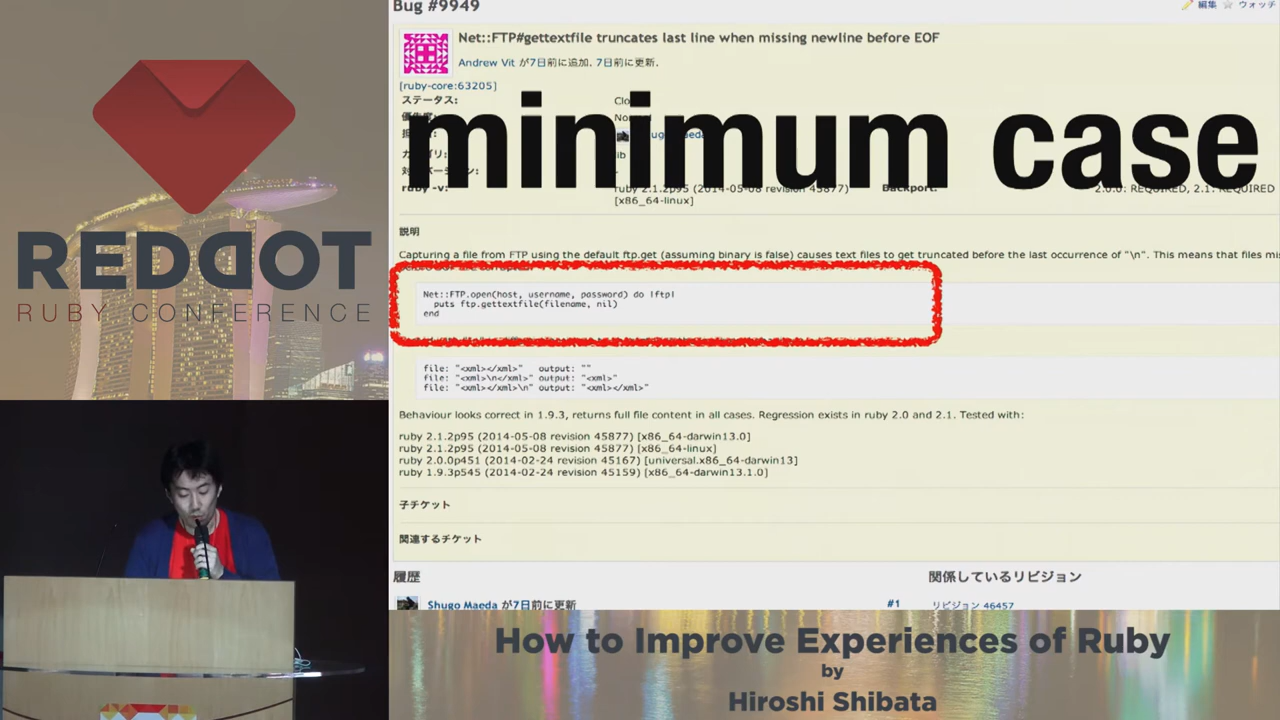 REDDOT
RUBY CONFERENCE
Bug #9949
編集 ウォッチ
Net::FTP#gettextfile truncates last line when missing newline before EOF
Andrew Vit が7日前に追加. 7日前に更新.
[ruby-core:63205]
minimum case
ステータス: Clo
ruby -v: ruby 2.1.2p95 (2014-05-08 revision 45877) Backport: 2.0.0: REQUIRED, 2.1: REQUIRED
[x86_64-linux]
説明
Capturing a file from FTP using the default ftp.get (assuming binary is false) causes text files to get truncated before the last occurrence of "\n". This means that files mis
Net::FTP.open(host, username, password) do |ftp|
puts ftp.gettextfile(filename, nil)
end
file: "<xml></xml>" output: ""
file: "<xml>\n</xml>" output: "<xml>"
file: "<xml></xml>\n" output: "<xml></xml>"
Behaviour looks correct in 1.9.3, returns full file content in all cases. Regression exists in ruby 2.0 and 2.1. Tested with:
ruby 2.1.2p95 (2014-05-08 revision 45877) [x86_64-darwin13.0]
ruby 2.1.2p95 (2014-05-08 revision 45877) [x86_64-linux]
ruby 2.0.0p451 (2014-02-24 revision 45167) [universal.x86_64-darwin13]
ruby 1.9.3p545 (2014-02-24 revision 45159) [x86_64-darwin13.1.0]
子チケット
関連するチケット
履歴
関係しているリビジョン
Shugo Maeda が7日前に更新 #1
リビジョン 46457
How to Improve Experiences of Ruby
by
Hiroshi Shibata